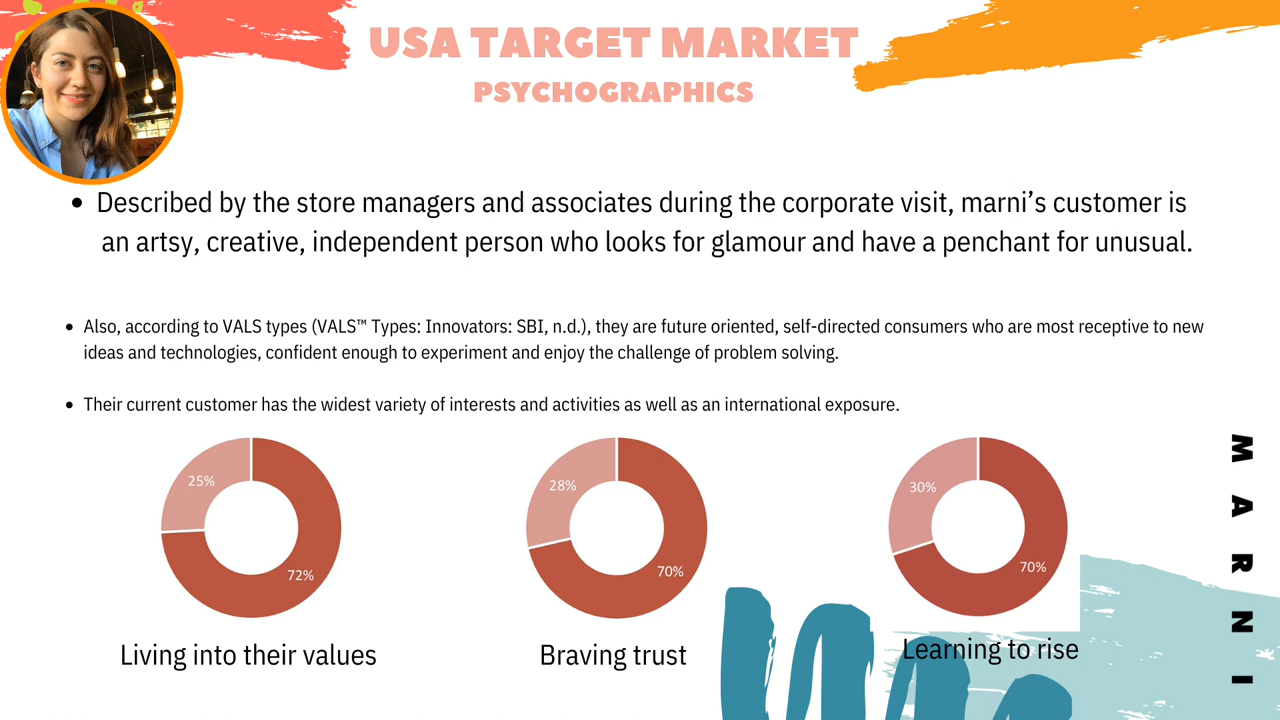 USA TARGET MARKET
PSYCHOGRAPHICS
• Described by the store managers and associates during the corporate visit, marni’s customer is
an artsy, creative, independent person who looks for glamour and have a penchant for unusual.
• Also, according to VALS types (VALS™ Types: Innovators: SBI, n.d.), they are future oriented, self-directed consumers who are most receptive to new
ideas and technologies, confident enough to experiment and enjoy the challenge of problem solving.
• Their current customer has the widest variety of interests and activities as well as an international exposure.
25%
72%
Living into their values
28%
70%
Braving trust
30%
70%
Learning to rise
MARNI